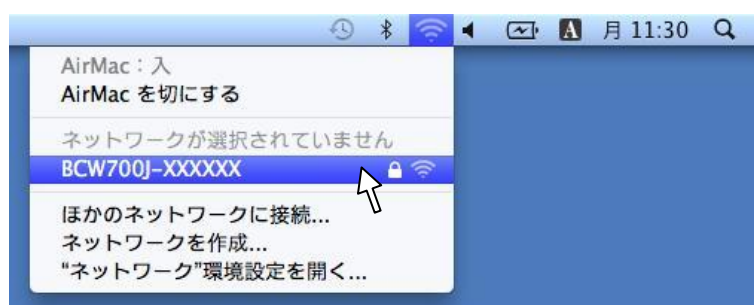 A 月 11:30
AirMac：入
AirMac を切にする
ネットワークが選択されていません
BCW700J-XXXXXX
ほかのネットワークに接続...
ネットワークを作成...
“ネットワーク”環境設定を開く...